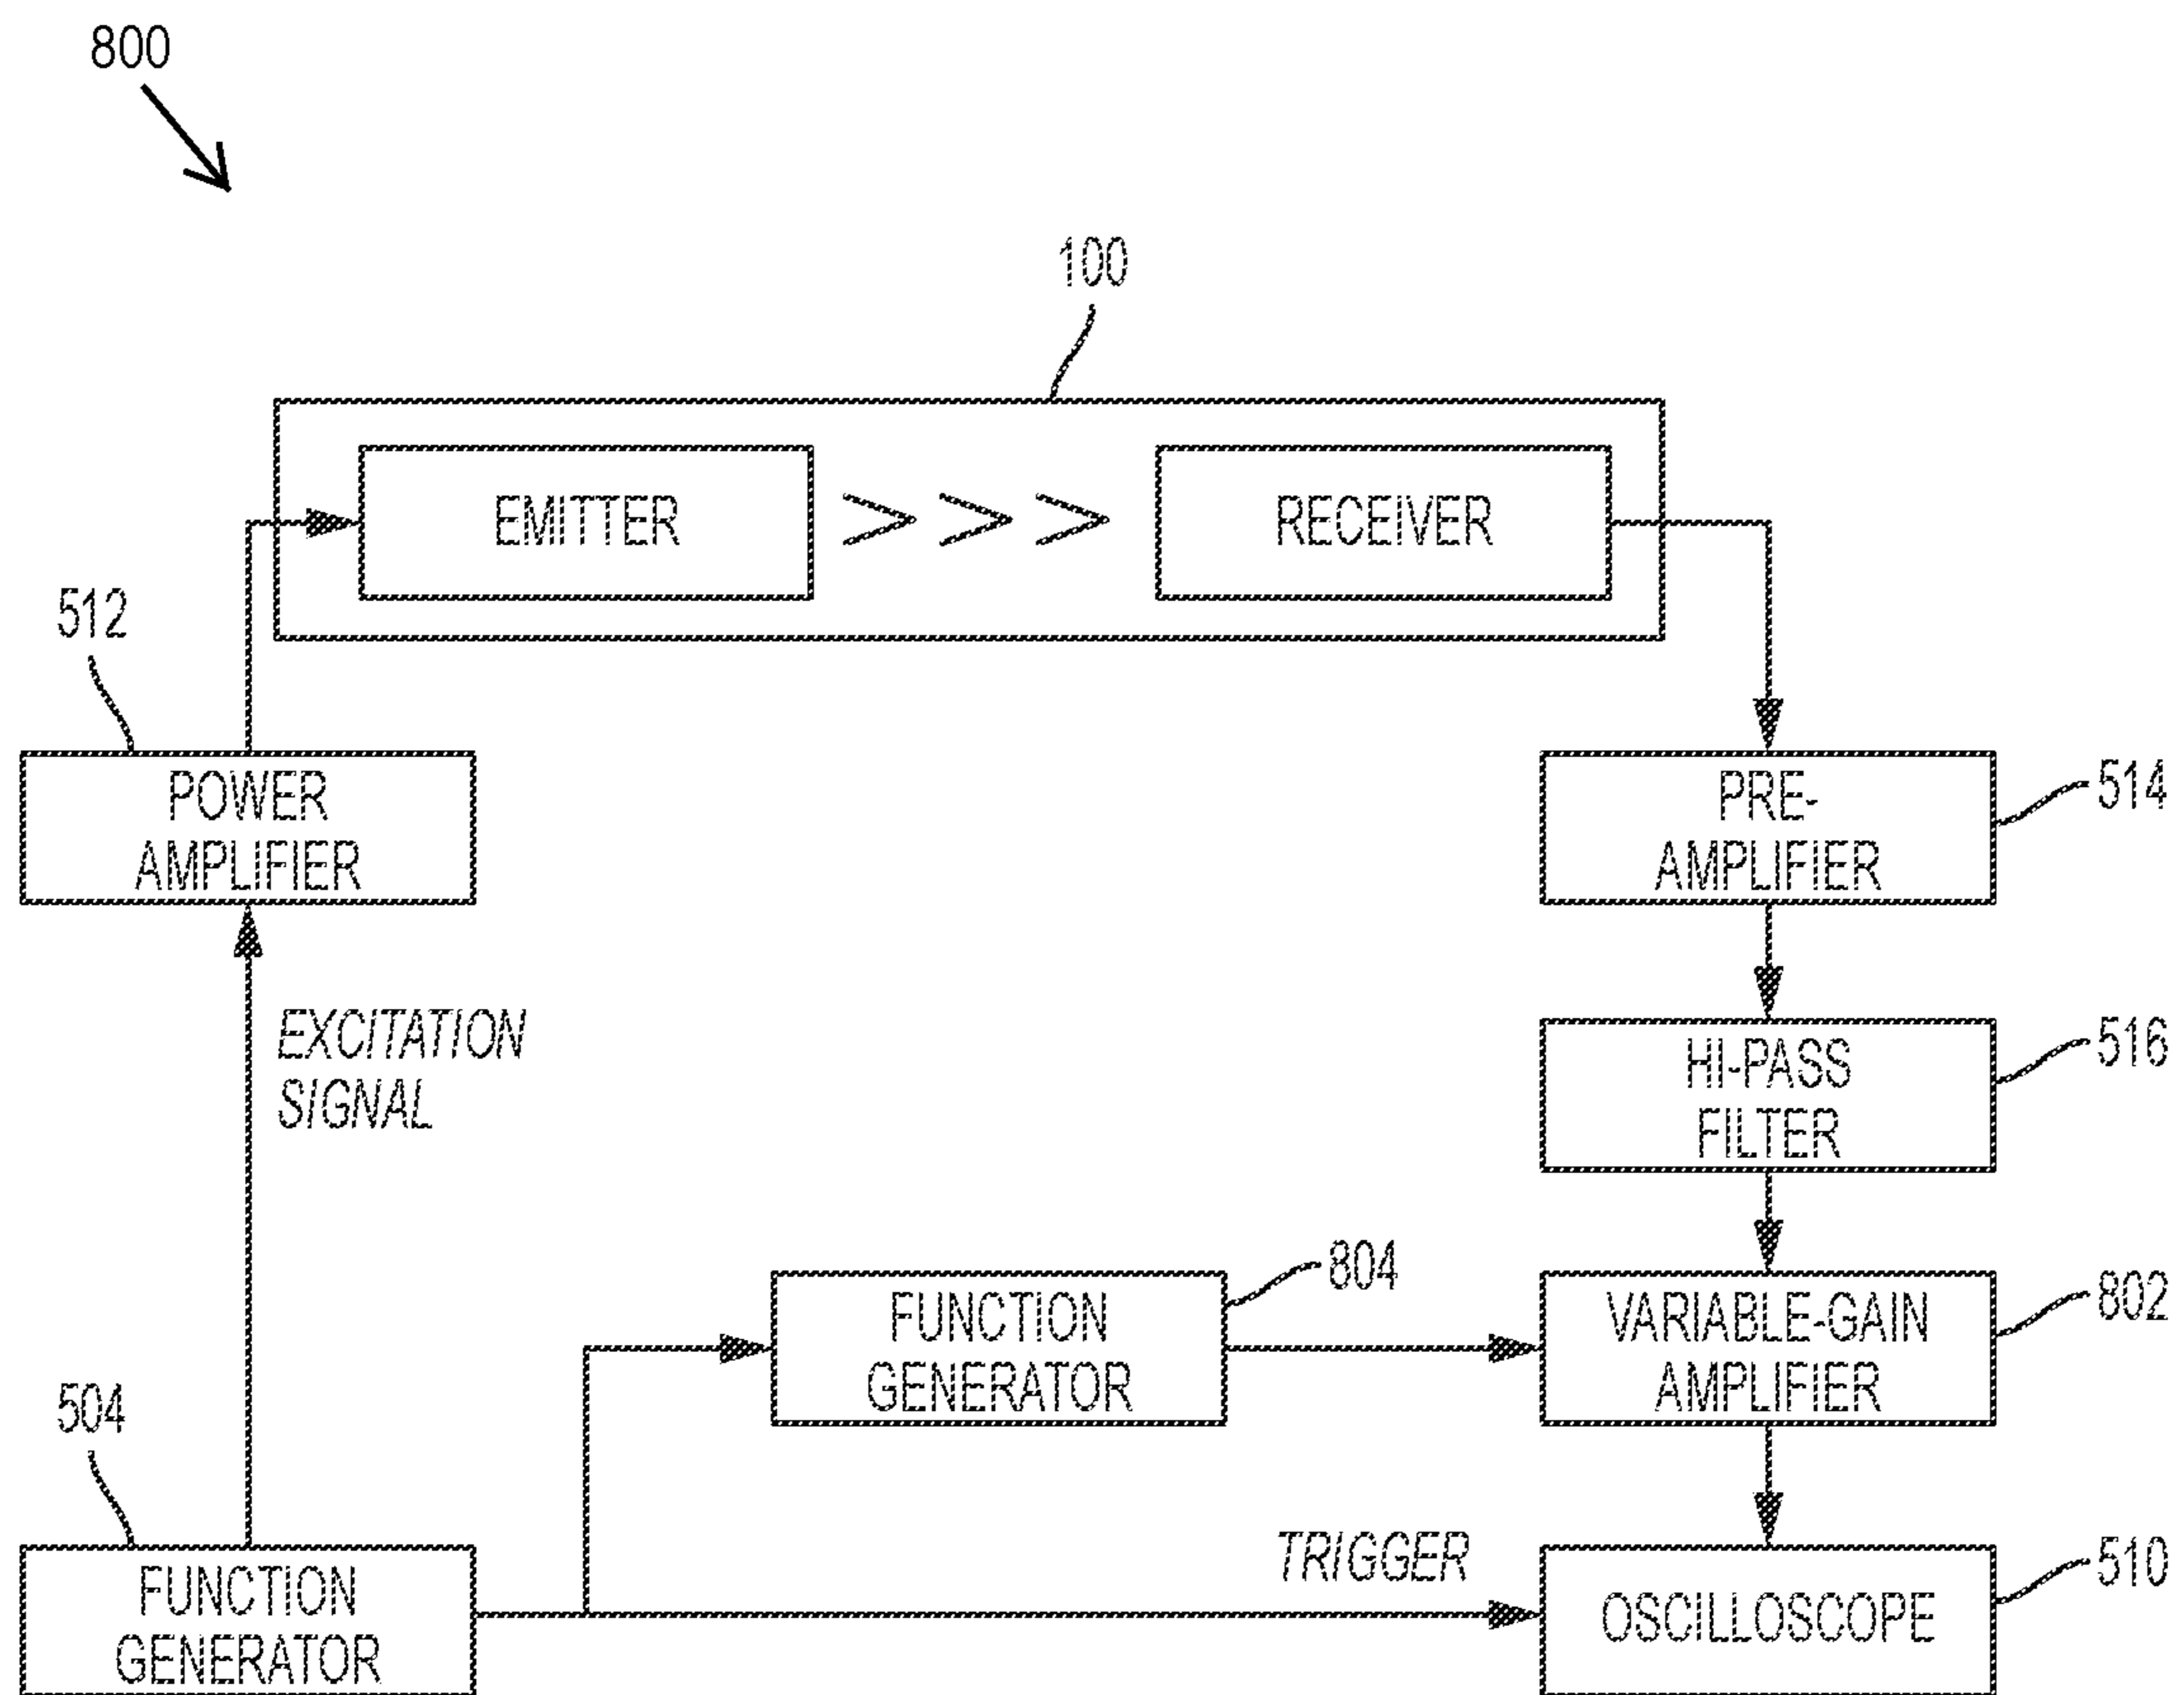 800
100
EMITTER
RECEIVER
512
POWER
AMPLIFIER
PRE-
AMPLIFIER
514
EXCITATION
SIGNAL
HI-PASS
FILTER
516
804
FUNCTION
GENERATOR
VARIABLE-GAIN
AMPLIFIER
802
504
FUNCTION
GENERATOR
TRIGGER
OSCILLOSCOPE
510